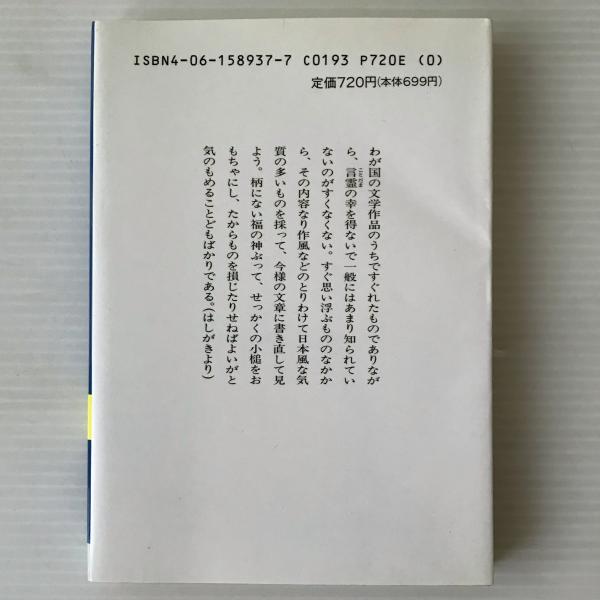 ISBN4-06-158937-7 C0193 P720E (0)
定価720円(本体699円)
わが国の文学作品のうちですぐれたものでありなが
ら、言霊の幸を得ないで一般にはあまり知られてい
ことだま
ないのがすくなくない。すぐ思い浮ぶもののなかか
ら、その内容なり作風などのとりわけて日本風な気
質の多いものを採って、今様の文章に書き直して見
よう。柄にない福の神ぶって、せっかくの小槌をお
もちゃにし、たからものを損じたりせねばよいがと
気のもめることどもばかりである。(はしがきより)